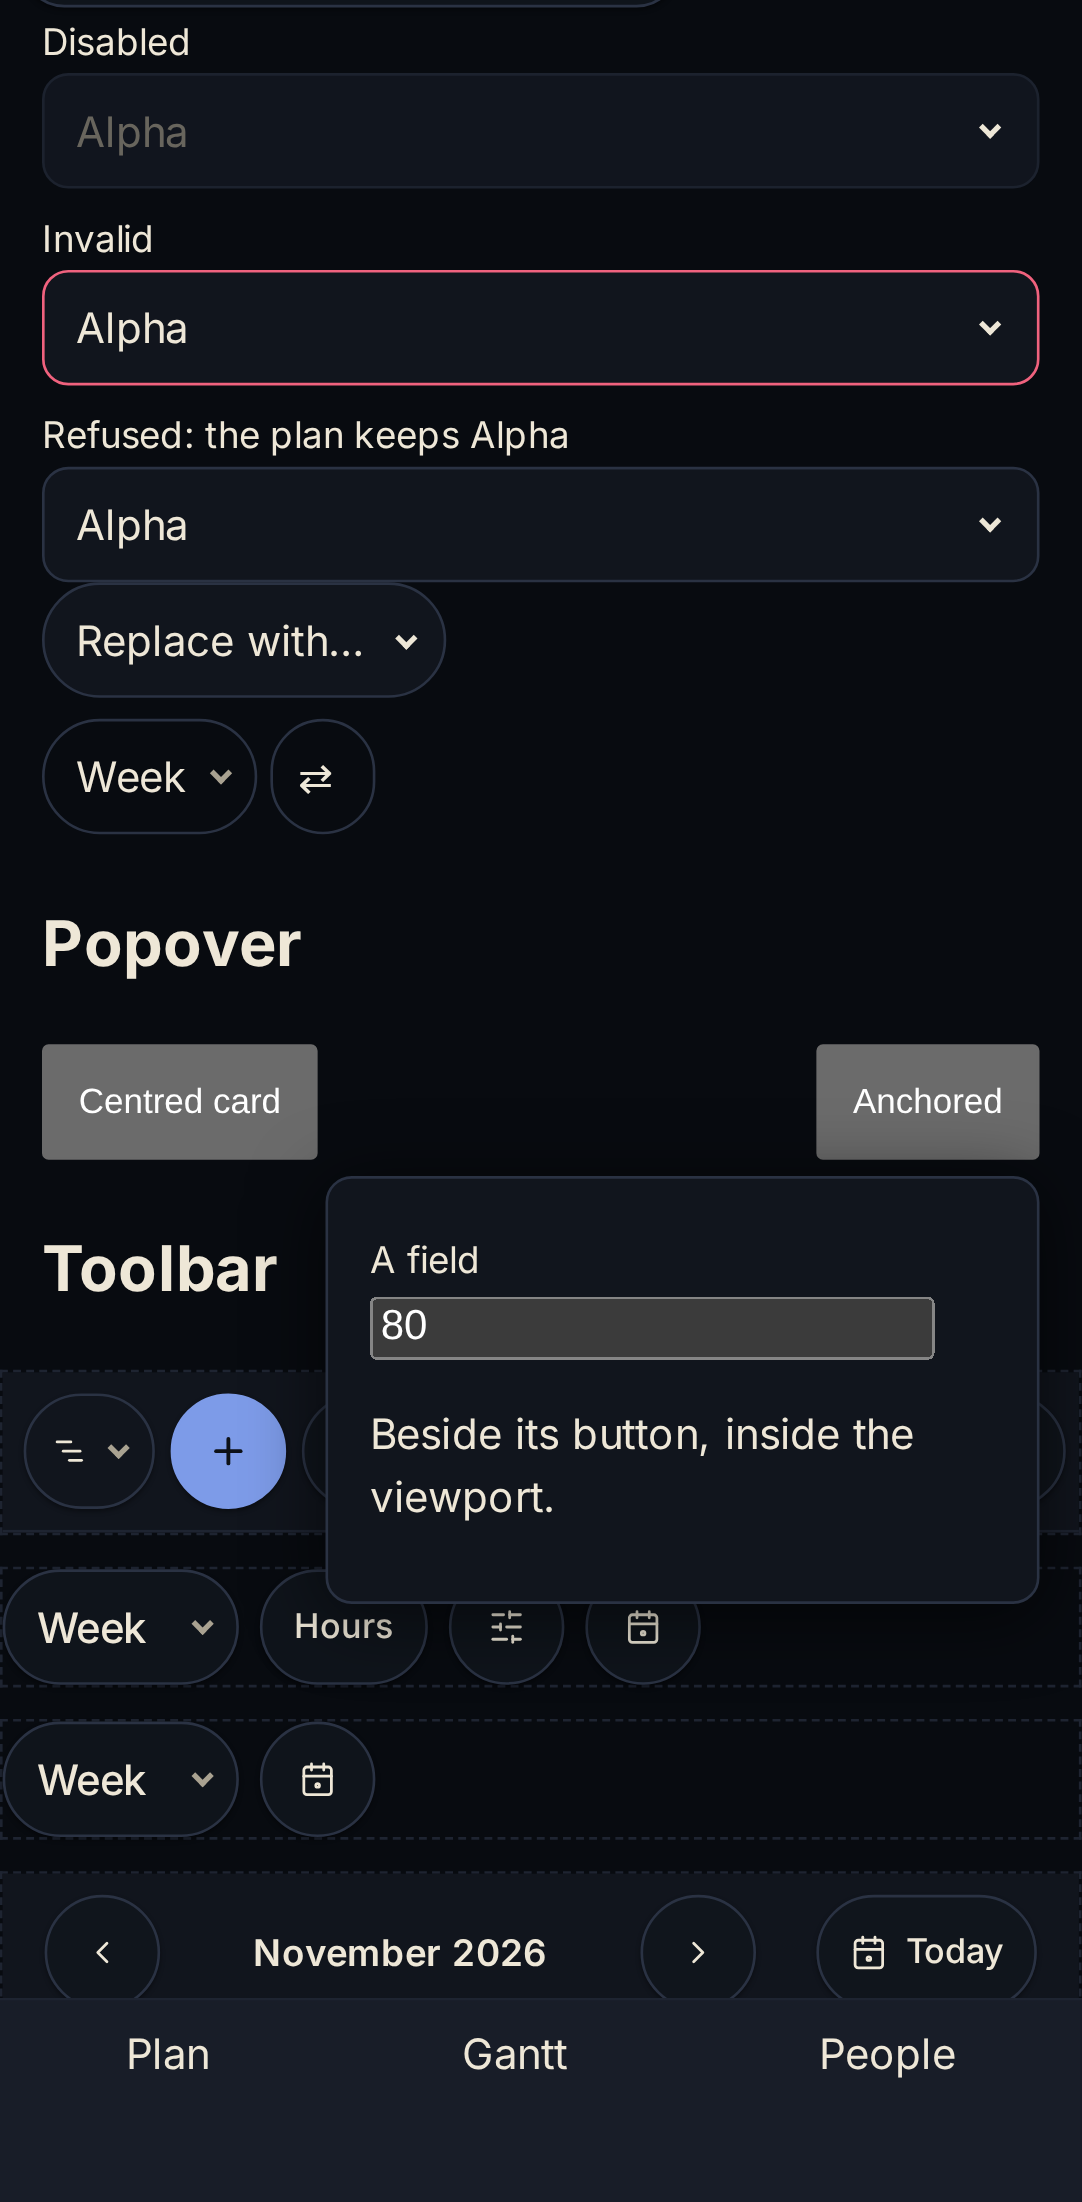 Disabled
Alpha
Invalid
Alpha
Refused: the plan keeps Alpha
Alpha
Replace with...
Week
Popover
Centred card
Anchored
A field
80
Beside its button, inside the
viewport.
Toolbar
Week
Hours
Week
November 2026
Today
Plan
Gantt
People